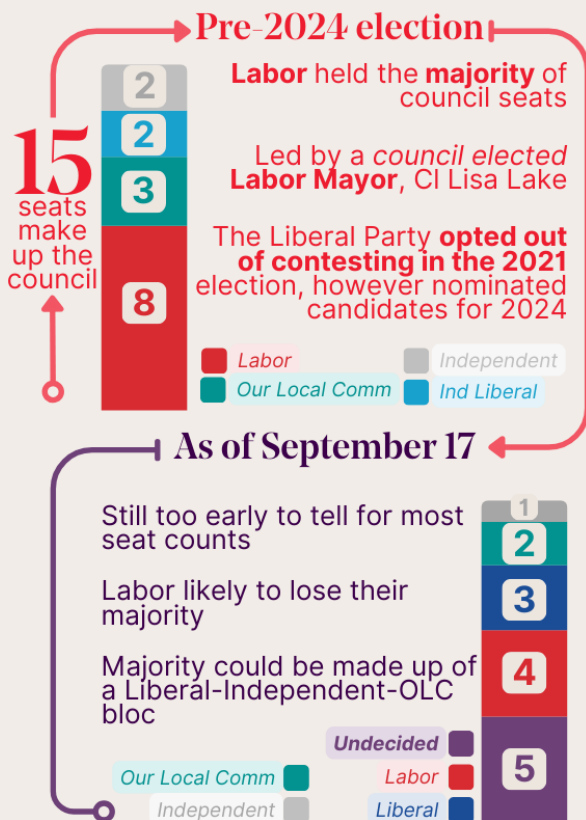 Pre-2024 election
2
2
3
8
15
seats
make
up the
council
Labor held the majority of
council seats
Led by a council elected
Labor Mayor, Cl Lisa Lake
The Liberal Party opted out
of contesting in the 2021
election, however nominated
candidates for 2024
Labor
Independent
Our Local Comm
Ind Liberal
As of September 17
Still too early to tell for most
seat counts
Labor likely to lose their
majority
Majority could be made up of
a Liberal-Independent-OLC
bloc
1
2
3
4
5
Undecided
Our Local Comm
Labor
Independent
Liberal